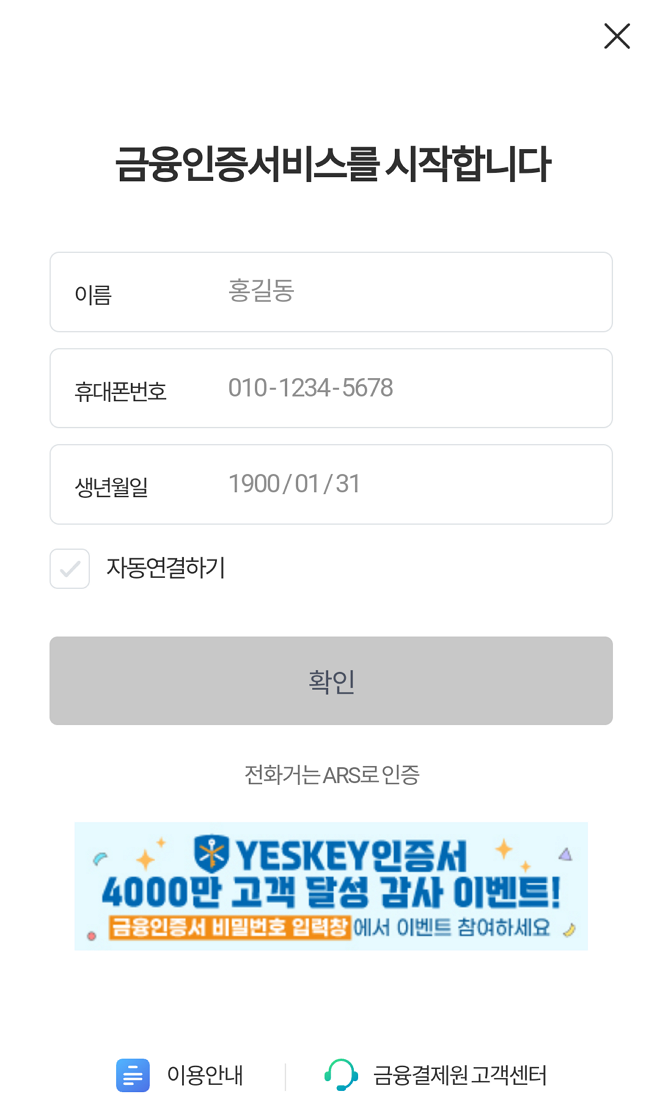 금융인증서비스를 시작합니다
이름 홍길동
휴대폰번호 010-1234-5678
생년월일 1900/01/31
자동연결하기
확인
전화거는 ARS로 인증
YESKEY인증서
4000만 고객 달성 감사 이벤트!
금융인증서 비밀번호 입력창에서 이벤트 참여하세요
이용안내 금융결제원 고객센터